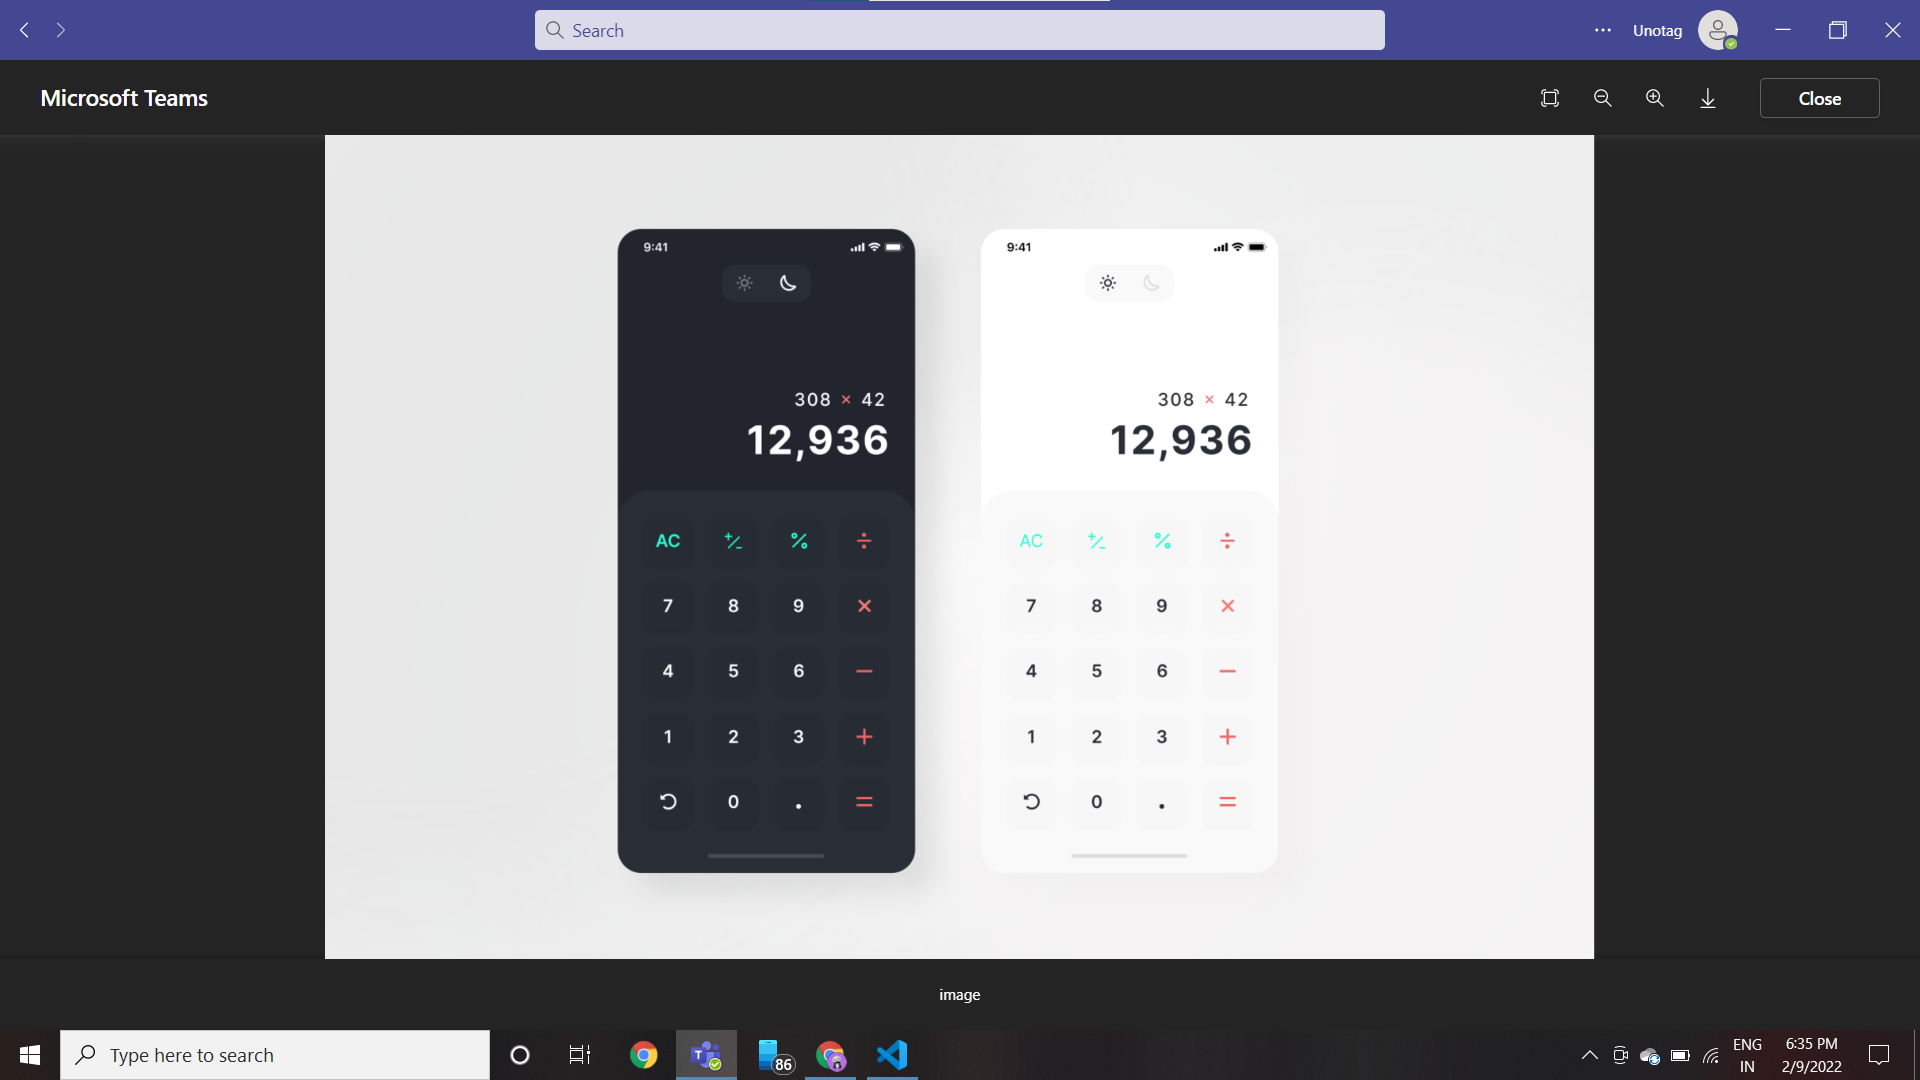 Search
Unotag
Microsoft Teams
Close
9:41
308 × 42
12,936
AC +/- % ÷
7 8 9 ×
4 5 6 −
1 2 3 +
0 . =
9:41
308 × 42
12,936
AC +/- % ÷
7 8 9 ×
4 5 6 −
1 2 3 +
0 . =
image
Type here to search
86
ENG
IN
6:35 PM
2/9/2022